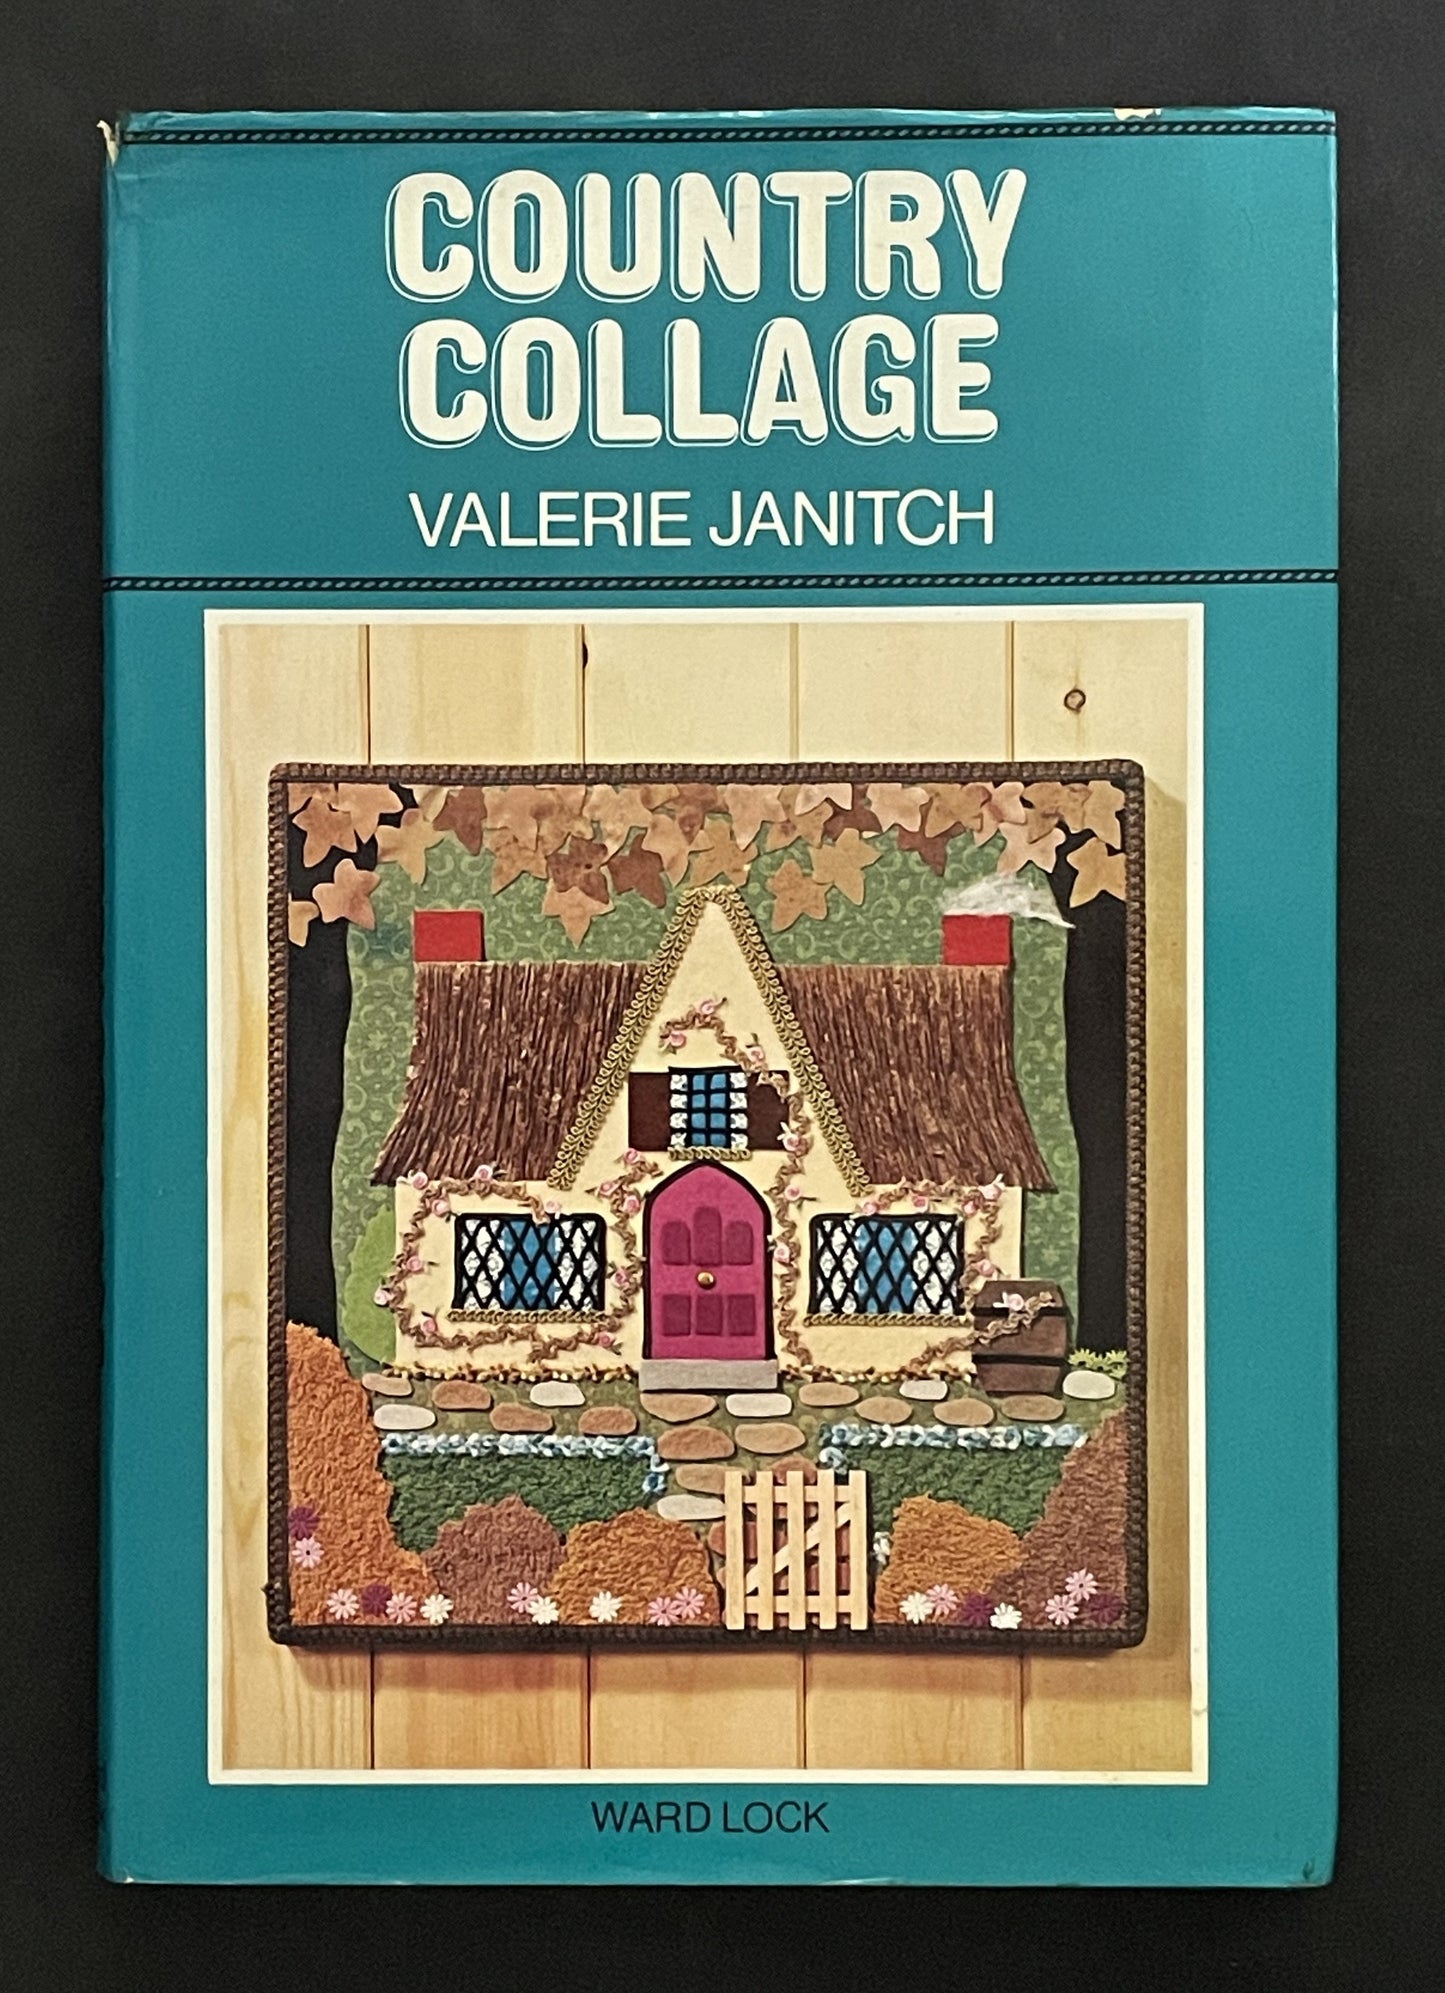 COUNTRY
COLLAGE
VALERIE JANITCH
WARD LOCK